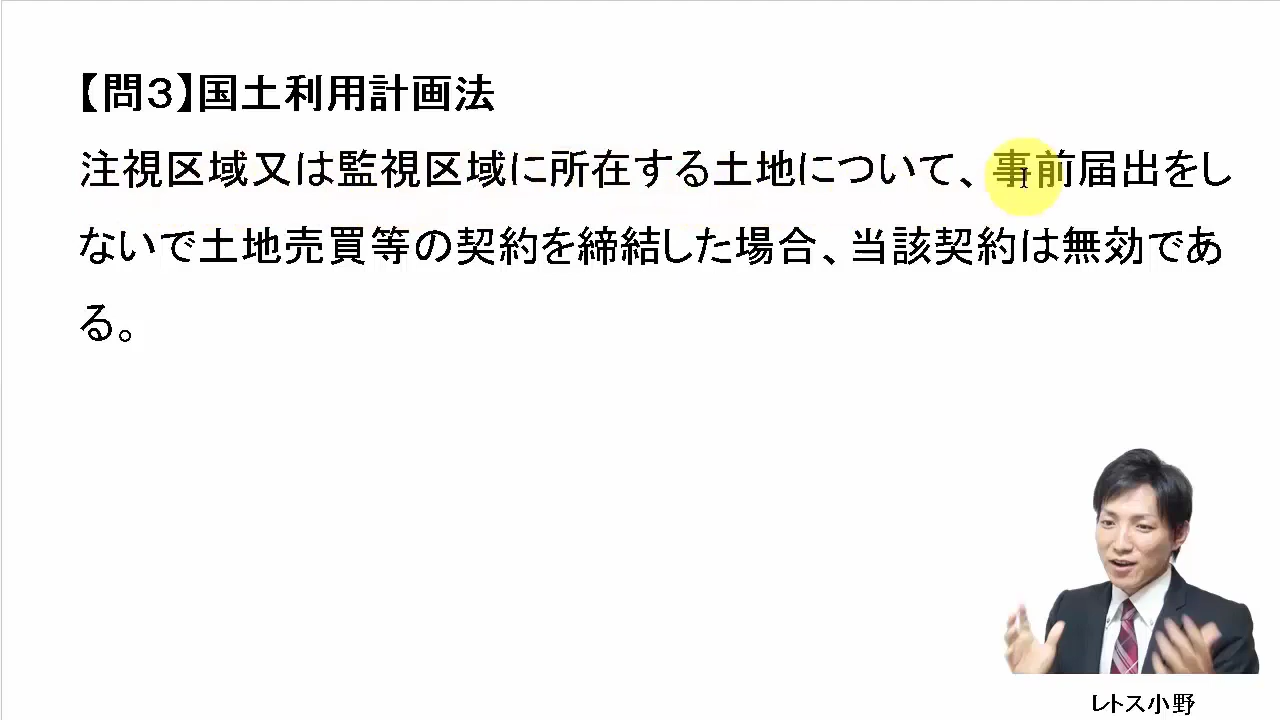 【問3】国土利用計画法
注視区域又は監視区域に所在する土地について、事前届出をし
ないで土地売買等の契約を締結した場合、当該契約は無効であ
る。
レトス小野